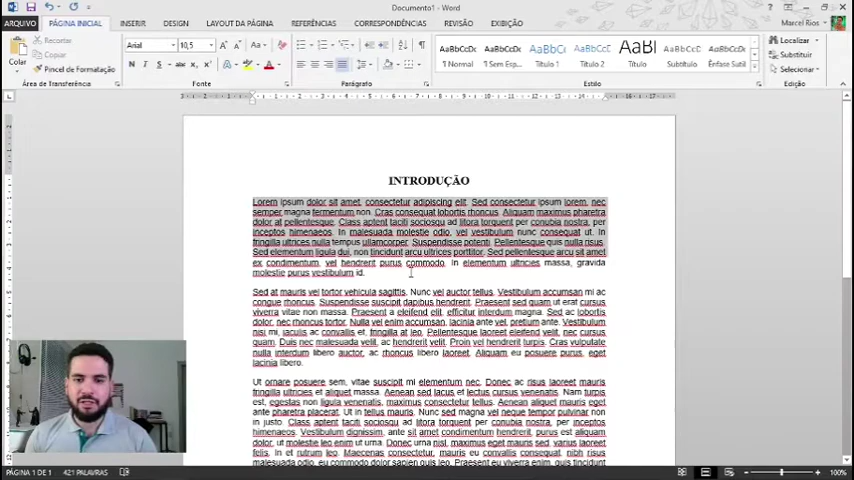 Documento1 - Word
ARQUIVO PÁGINA INICIAL INSERIR DESIGN LAYOUT DA PÁGINA REFERÊNCIAS CORRESPONDÊNCIAS REVISÃO EXIBIÇÃO Marcel Rios
Colar
Recortar
Copiar
Pincel de Formatação
Área de Transferência
Arial 10,5
Fonte
Parágrafo
AaBbCcDc AaBbCcDc AaBbCc AaBbCcC AaBl AaBbCcC AaBbCcDc
1 Normal 1 Sem Esp... Título 1 Título 2 Título Subtítulo Ênfase Sutil
Estilo
Localizar
Substituir
Selecionar
Edição
INTRODUÇÃO
Lorem ipsum dolor sit amet, consectetur adipiscing elit. Sed consectetur ipsum lorem, nec
semper magna fermentum non. Cras consequat lobortis rhoncus. Aliquam maximus pharetra
dolor at pellentesque. Class aptent taciti sociosqu ad litora torquent per conubia nostra, per
inceptos himenaeos. In malesuada molestie odio, vel vestibulum nunc consequat ut. In
fringilla ultrices nulla tempus ullamcorper. Suspendisse potenti. Pellentesque quis nulla risus.
Sed elementum ligula dui, non tincidunt arcu ultrices porttitor. Sed pellentesque arcu sit amet
ex condimentum, vel hendrerit purus commodo. In elementum ultricies massa, gravida
molestie purus vestibulum id.
Sed at mauris vel tortor vehicula sagittis. Nunc vel auctor tellus. Vestibulum accumsan mi ac
congue rhoncus. Suspendisse suscipit dapibus hendrerit. Praesent sed quam ut erat cursus
viverra vitae non massa. Praesent a eleifend elit, efficitur interdum magna. Sed ac lobortis
dolor, nec rhoncus tortor. Nulla vel enim accumsan, lacinia ante vel, pretium ante. Vestibulum
nisi mi, iaculis ac convallis et, fringilla at leo. Pellentesque laoreet eleifend velit, nec cursus
quam. Duis nec malesuada velit, ac hendrerit velit. Proin vel hendrerit turpis. Cras vulputate
nulla interdum libero auctor, ac rhoncus libero laoreet. Aliquam eu posuere purus, eget
lacinia libero.
Ut ornare posuere sem, vitae suscipit mi elementum nec. Donec ac risus laoreet mauris
fringilla ultricies et aliquet massa. Aenean sed lacus et lectus cursus venenatis. Nam turpis
est, egestas non ligula venenatis, maximus consectetur tellus. Aenean aliquet odio mauris,
ante pharetra placerat. Ut in tellus mauris. Nunc sed magna vel neque tempor pulvinar non
in justo. Class aptent taciti sociosqu ad litora torquent per conubia nostra, per inceptos
himenaeos. Vestibulum dignissim, ante sit amet condimentum hendrerit, purus est aliquam
dolor, ut molestie leo enim ut urna. Donec urna nisl, maximus eget mauris sed, varius laoreet
felis. In et rutrum leo. Maecenas consectetur, mauris eu convallis consequat, nibh risus
malesuada odio, eu commodo dolor sapien quis leo. Vivamus enim enim, quis tincidunt
PÁGINA 1 DE 1 421 PALAVRAS 100%